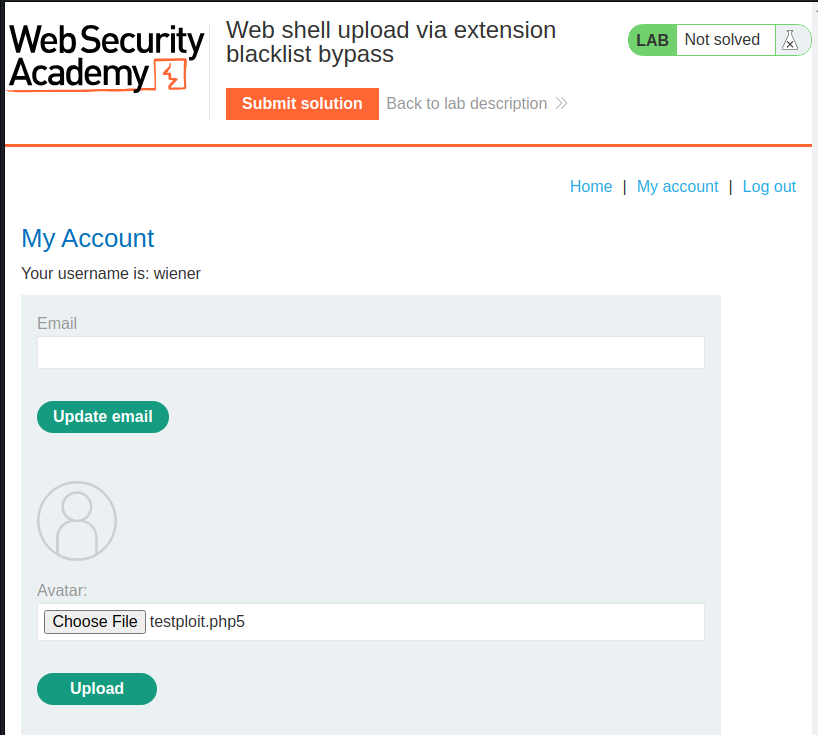 Web Security
Academy
Web shell upload via extension
blacklist bypass
LAB
Not solved
Submit solution
Back to lab description
Home | My account | Log out
My Account
Your username is: wiener
Email
Update email
Avatar:
Choose File testploit.php5
Upload